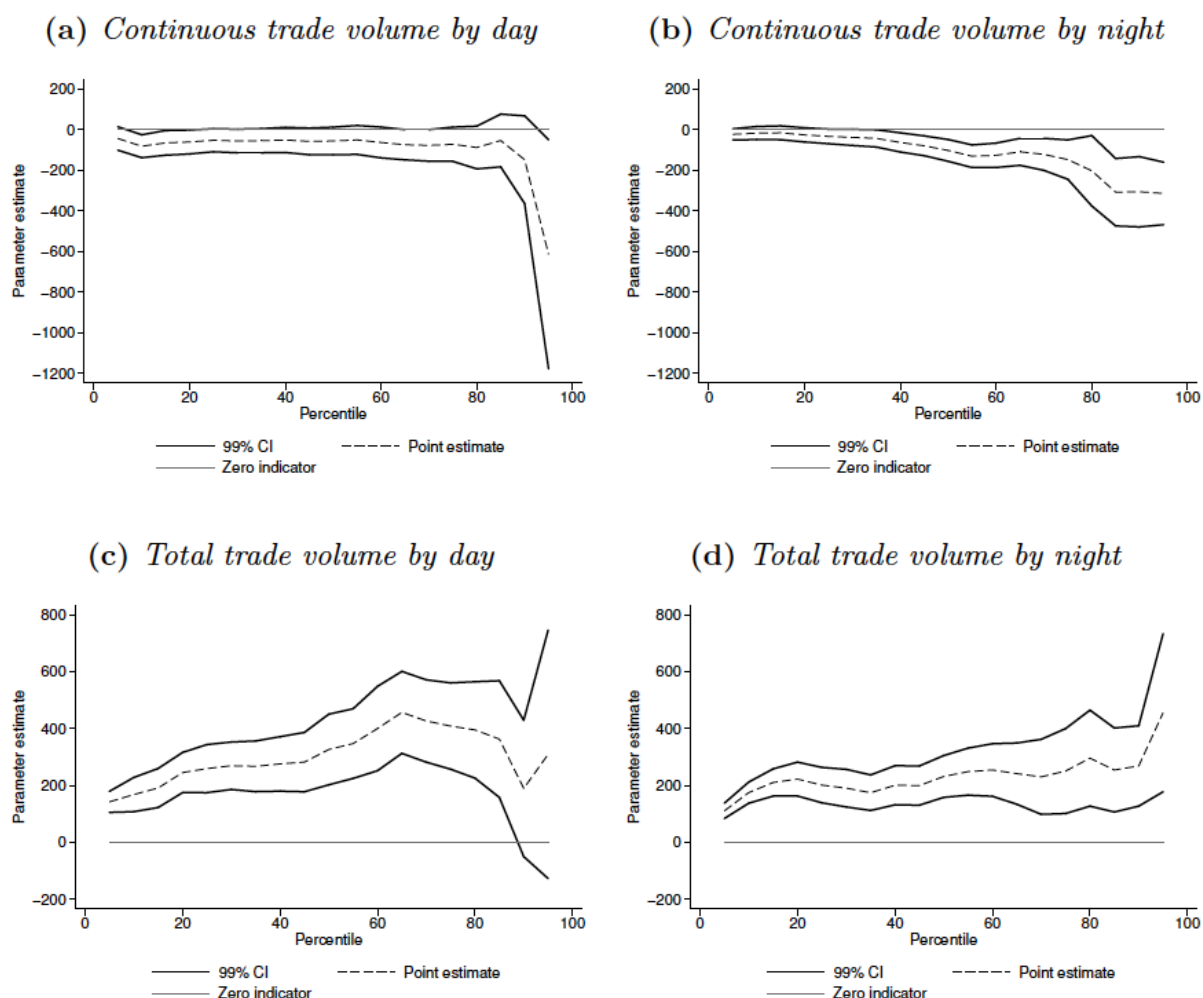 (a) Continuous trade volume by day
200
0
−200
−400
−600
−800
−1000
−1200
Parameter estimate
0 20 40 60 80 100
Percentile
99% CI Point estimate
Zero indicator
(b) Continuous trade volume by night
200
0
−200
−400
−600
−800
−1000
−1200
Parameter estimate
0 20 40 60 80 100
Percentile
99% CI Point estimate
Zero indicator
(c) Total trade volume by day
800
600
400
200
0
−200
Parameter estimate
0 20 40 60 80 100
Percentile
99% CI Point estimate
Zero indicator
(d) Total trade volume by night
800
600
400
200
0
−200
Parameter estimate
0 20 40 60 80 100
Percentile
99% CI Point estimate
Zero indicator